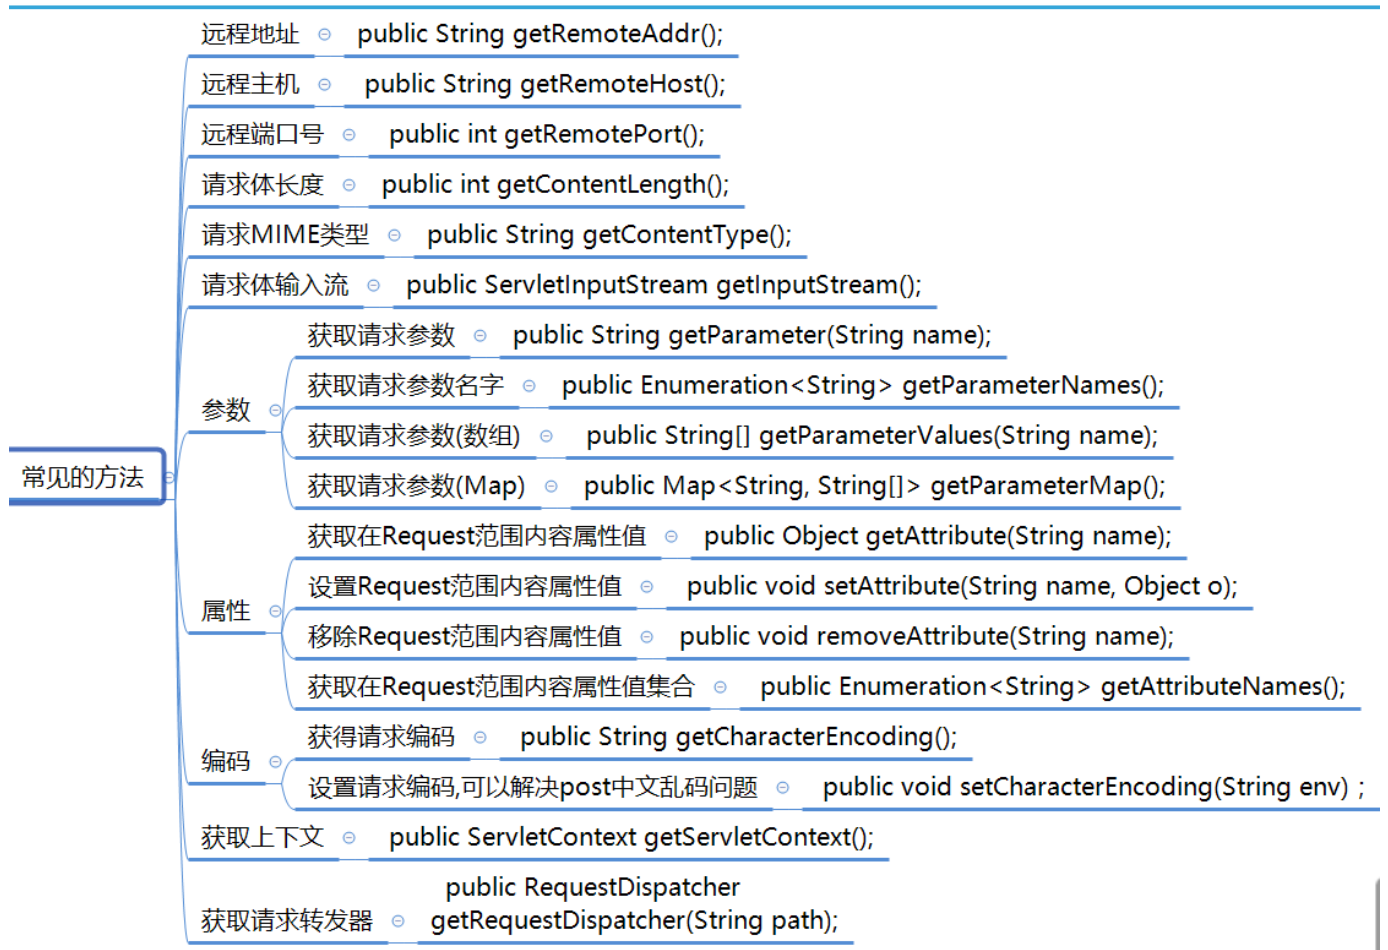 远程地址 public String getRemoteAddr();
远程主机 public String getRemoteHost();
远程端口号 public int getRemotePort();
请求体长度 public int getContentLength();
请求MIME类型 public String getContentType();
请求体输入流 public ServletInputStream getInputStream();
获取请求参数 public String getParameter(String name);
获取请求参数名字 public Enumeration<String> getParameterNames();
参数
获取请求参数(数组) public String[] getParameterValues(String name);
常见的方法
获取请求参数(Map) public Map<String, String[]> getParameterMap();
获取在Request范围内容属性值 public Object getAttribute(String name);
设置Request范围内容属性值 public void setAttribute(String name, Object o);
属性
移除Request范围内容属性值 public void removeAttribute(String name);
获取在Request范围内容属性值集合 public Enumeration<String> getAttributeNames();
获得请求编码 public String getCharacterEncoding();
编码
设置请求编码,可以解决post中文乱码问题 public void setCharacterEncoding(String env) ;
获取上下文 public ServletContext getServletContext();
public RequestDispatcher
获取请求转发器 getRequestDispatcher(String path);